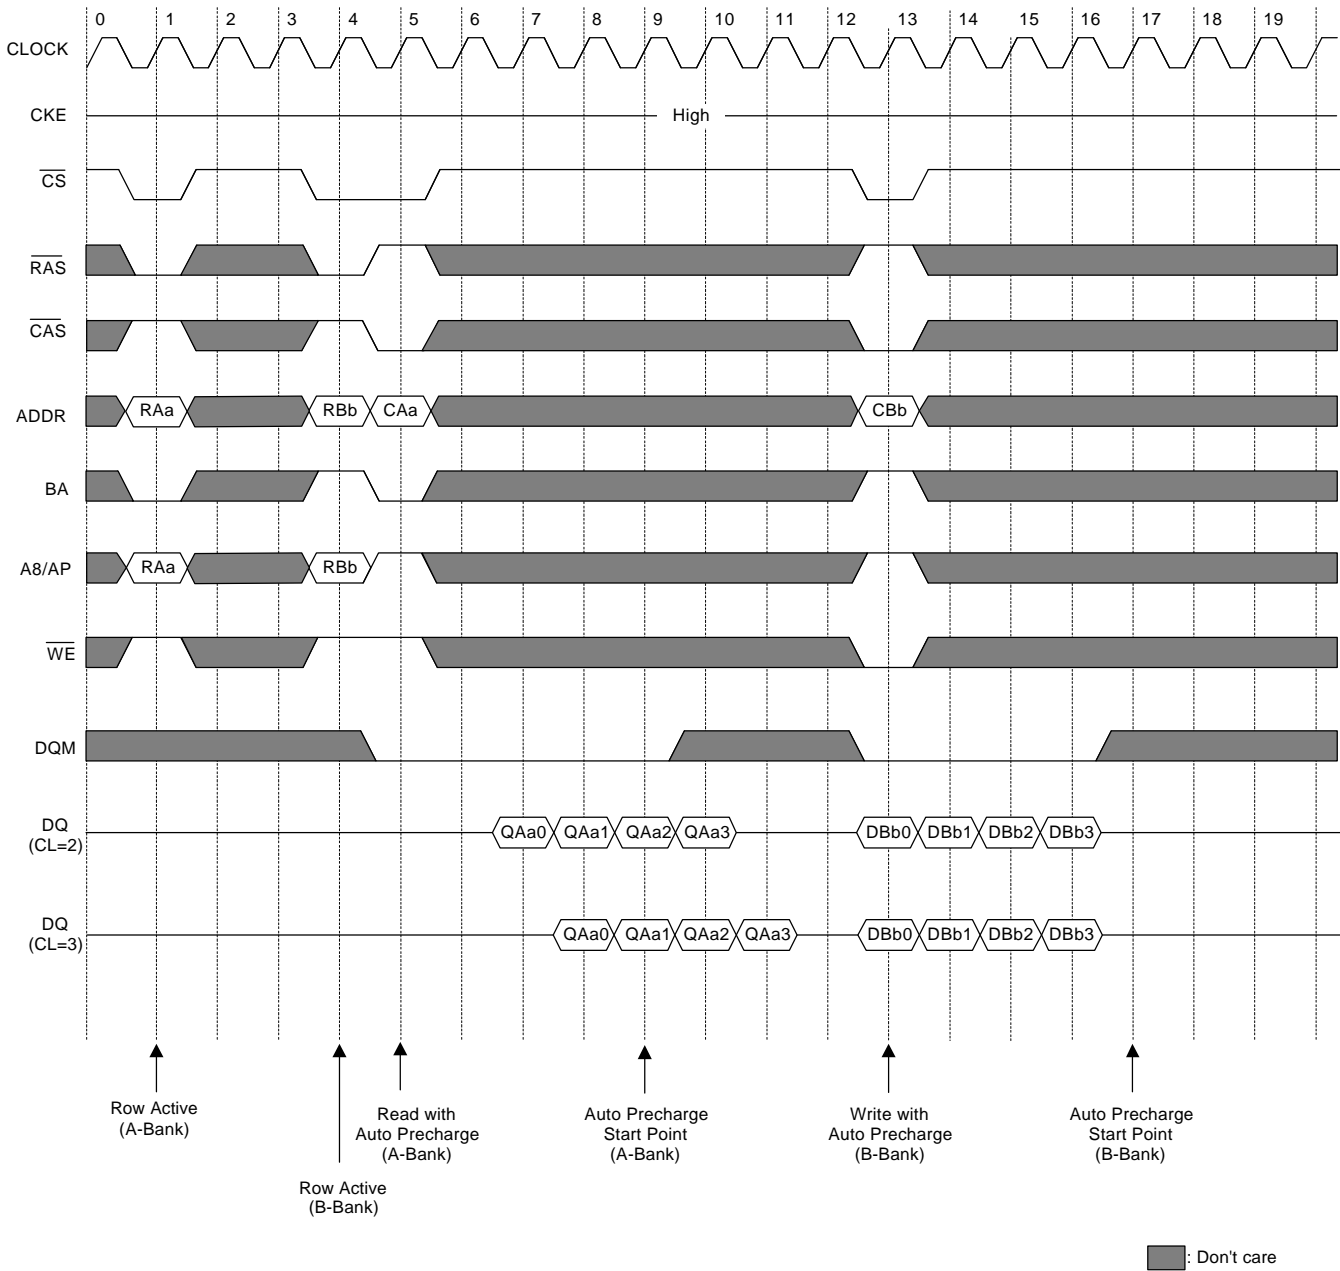 0 1 2 3 4 5 6 7 8 9 10 11 12 13 14 15 16 17 18 19
CLOCK
CKE High
CS
RAS
CAS
ADDR RAa RBb CAa CBb
BA
A8/AP RAa RBb
WE
DQM
DQ
(CL=2) QAa0 QAa1 QAa2 QAa3 DBb0 DBb1 DBb2 DBb3
DQ
(CL=3) QAa0 QAa1 QAa2 QAa3 DBb0 DBb1 DBb2 DBb3
Row Active
(A-Bank)
Row Active
(B-Bank)
Read with
Auto Precharge
(A-Bank)
Auto Precharge
Start Point
(A-Bank)
Write with
Auto Precharge
(B-Bank)
Auto Precharge
Start Point
(B-Bank)
: Don't care